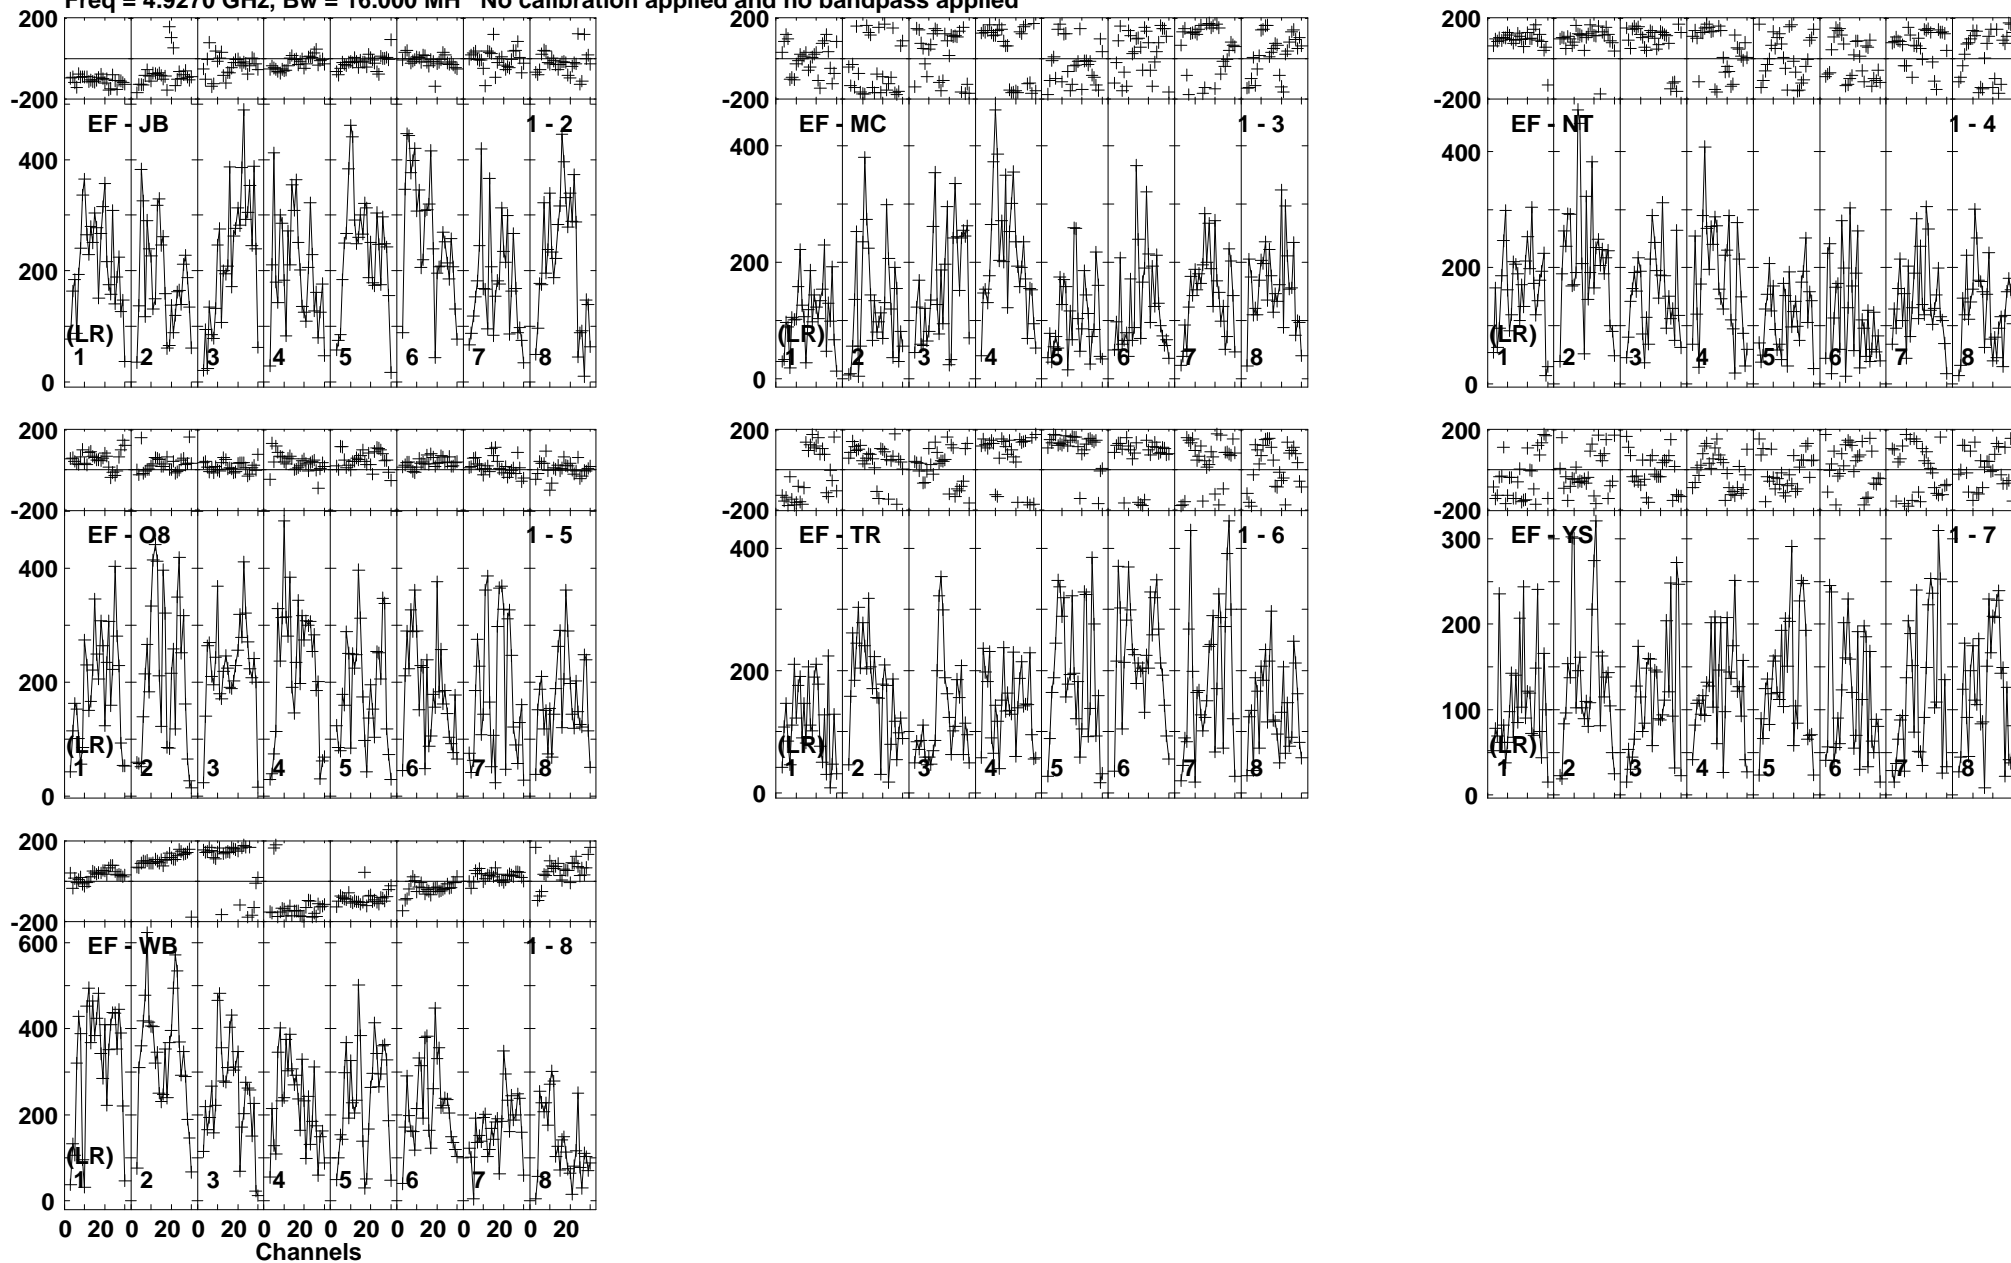 Freq = 4.9270 GHz, Bw = 16.000 MH No calibration applied and no bandpass applied
200
-200
EF - JB 1 - 2
400
200
0
(LR)
1 2 3 4 5 6 7 8
200
-200
EF - MC 1 - 3
400
200
0
(LR)
1 2 3 4 5 6 7 8
200
-200
EF - NT 1 - 4
400
200
0
(LR)
1 2 3 4 5 6 7 8
200
-200
EF - O8 1 - 5
400
200
0
(LR)
1 2 3 4 5 6 7 8
200
-200
EF - TR 1 - 6
400
200
0
(LR)
1 2 3 4 5 6 7 8
200
-200
EF - YS 1 - 7
300
200
100
0
(LR)
1 2 3 4 5 6 7 8
200
-200
EF - WB 1 - 8
600
400
200
0
(LR)
1 2 3 4 5 6 7 8
0 20 0 20 0 20 0 20 0 20 0 20 0 20 0 20
Channels